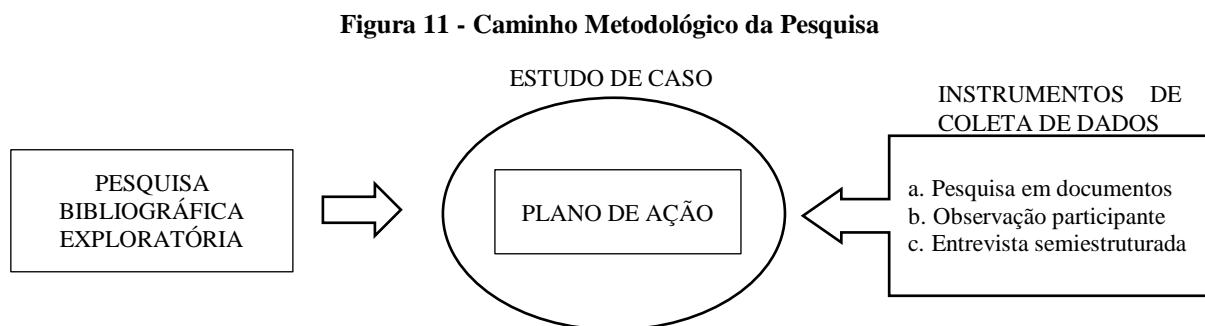 Figura 11 - Caminho Metodológico da Pesquisa
ESTUDO DE CASO
INSTRUMENTOS DE
COLETA DE DADOS
PESQUISA
BIBLIOGRÁFICA
EXPLORATÓRIA
PLANO DE AÇÃO
a. Pesquisa em documentos
b. Observação participante
c. Entrevista semiestruturada